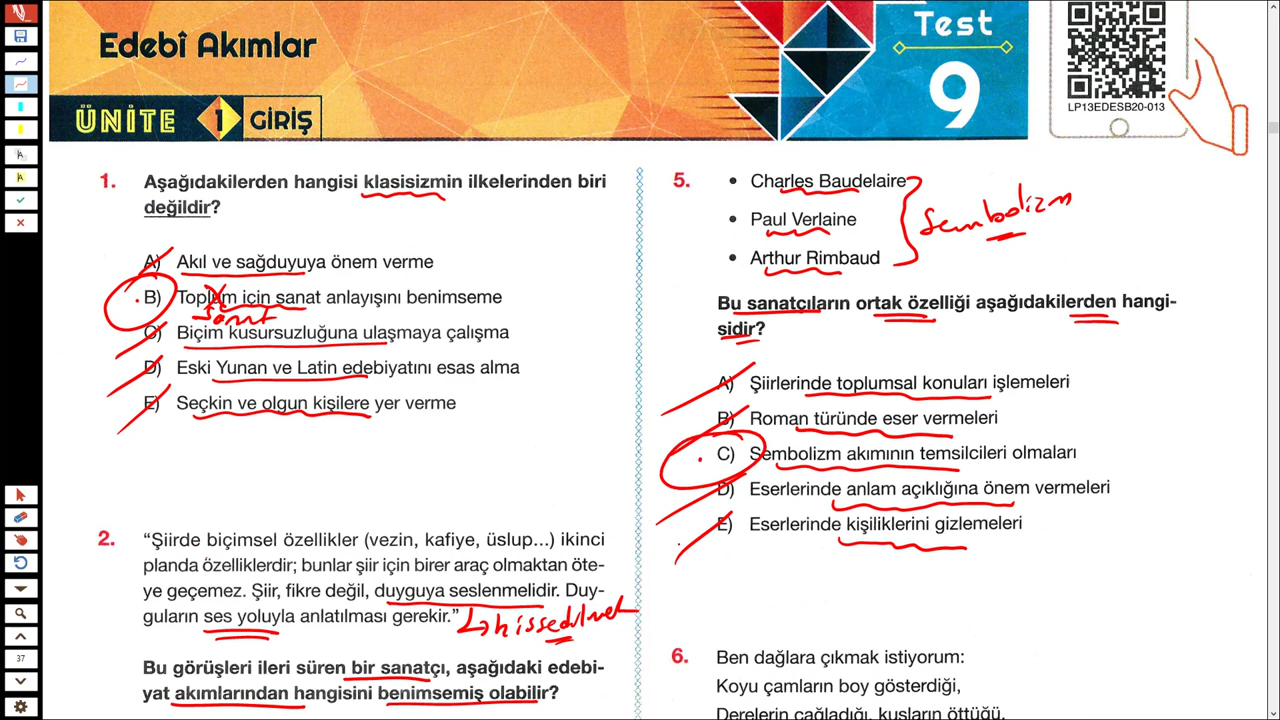 Edebî Akımlar
ÜNİTE 1 GİRİŞ
Test
9
LP13EDESB20-013
1. Aşağıdakilerden hangisi klasisizmin ilkelerinden biri
değildir?
A) Akıl ve sağduyuya önem verme
B) Toplum için sanat anlayışını benimseme
sanat
C) Biçim kusursuzluğuna ulaşmaya çalışma
D) Eski Yunan ve Latin edebiyatını esas alma
E) Seçkin ve olgun kişilere yer verme
2. “Şiirde biçimsel özellikler (vezin, kafiye, üslup...) ikinci
planda özelliklerdir; bunlar şiir için birer araç olmaktan öte-
ye geçemez. Şiir, fikre değil, duyguya seslenmelidir. Duy-
guların ses yoluyla anlatılması gerekir.”
hissedilmek
Bu görüşleri ileri süren bir sanatçı, aşağıdaki edebi-
yat akımlarından hangisini benimsemiş olabilir?
5. • Charles Baudelaire
• Paul Verlaine
• Arthur Rimbaud
Sembolizm
Bu sanatçıların ortak özelliği aşağıdakilerden hangi-
sidir?
A) Şiirlerinde toplumsal konuları işlemeleri
B) Roman türünde eser vermeleri
C) Sembolizm akımının temsilcileri olmaları
D) Eserlerinde anlam açıklığına önem vermeleri
E) Eserlerinde kişiliklerini gizlemeleri
6. Ben dağlara çıkmak istiyorum:
Koyu çamların boy gösterdiği,
Derelerin çağladığı, kuşların öttüğü,
37